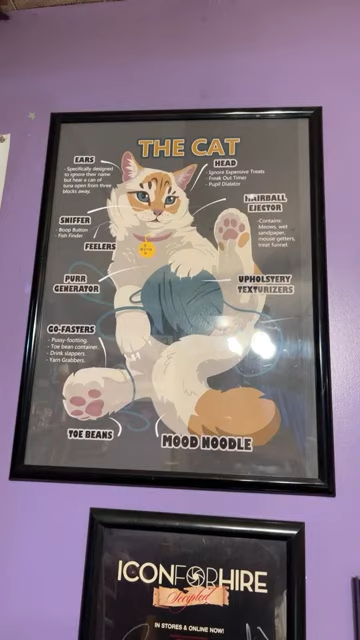 THE CAT
EARS
- Specifically designed
to ignore their name
but hear a can of
tuna open from three
blocks away.
HEAD
- Ignore Expensive Treats
- Freak Out Timer
- Pupil Dialator
HAIRBALL
EJECTOR
-Contains:
Meows, wet
sandpaper,
mouse getters,
treat funnel.
SNIFFER
- Boop Button
- Fish Finder
FEELERS
PURR
GENERATOR
UPHOLSTERY
TEXTURIZERS
GO-FASTERS
- Pussy-footing.
- Toe bean container
- Drink slappers.
- Yarn Grabbers.
TOE BEANS
MOOD NOODLE
ICONFORHIRE
Scripted
IN STORES & ONLINE NOW!